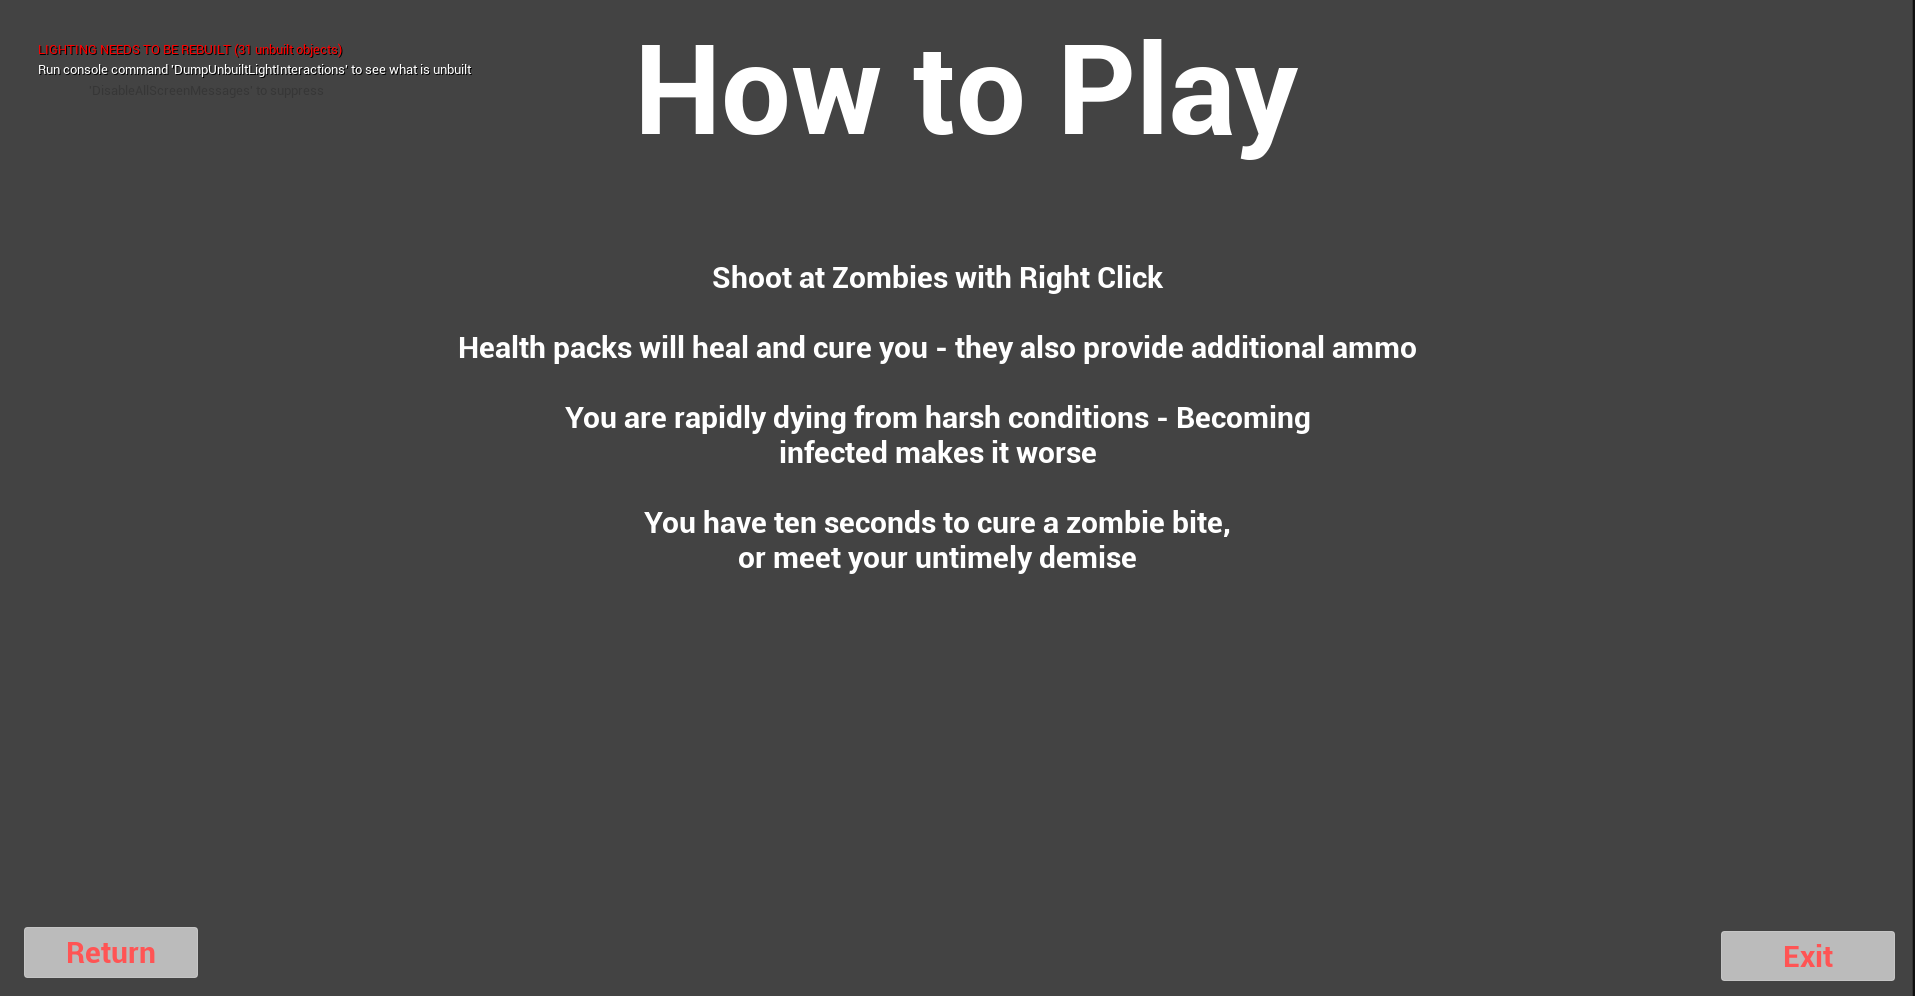 LIGHTING NEEDS TO BE REBUILT (31 unbuilt objects)
Run console command 'DumpUnbuiltLightInteractions' to see what is unbuilt
'DisableAllScreenMessages' to suppress
How to Play
Shoot at Zombies with Right Click
Health packs will heal and cure you - they also provide additional ammo
You are rapidly dying from harsh conditions - Becoming
infected makes it worse
You have ten seconds to cure a zombie bite,
or meet your untimely demise
Return
Exit